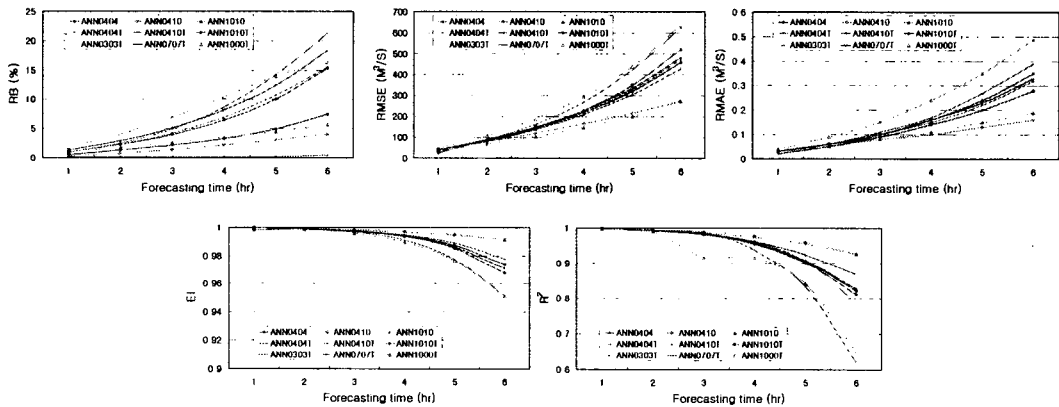 ANN0404 ANN0410 ANN1010
ANN0404T ANN0410T ANN1010T
ANN0303T ANN0707T ANN1000T
RB (%)
25
20
15
10
5
0
1 2 3 4 5 6
Forecasting time (hr)
ANN0404 ANN0410 ANN1010
ANN0404T ANN0410T ANN1010T
ANN0303T ANN0707T ANN1000T
RMSE (M³/S)
700
600
500
400
300
200
100
0
1 2 3 4 5 6
Forecasting time (hr)
ANN0404 ANN0410 ANN1010
ANN0404T ANN0410T ANN1010T
ANN0303T ANN0707T ANN1000T
RMAE (M³/S)
0.6
0.5
0.4
0.3
0.2
0.1
0
1 2 3 4 5 6
Forecasting time (hr)
EI
1
0.98
0.96
0.94
0.92
0.9
ANN0404 ANN0410 ANN1010
ANN0404T ANN0410T ANN1010T
ANN0303T ANN0707T ANN1000T
1 2 3 4 5 6
Forecasting time (hr)
R²
1
0.9
0.8
0.7
0.6
ANN0404 ANN0410 ANN1010
ANN0404T ANN0410T ANN1010T
ANN0303T ANN0707T ANN1000T
1 2 3 4 5 6
Forecasting time (hr)